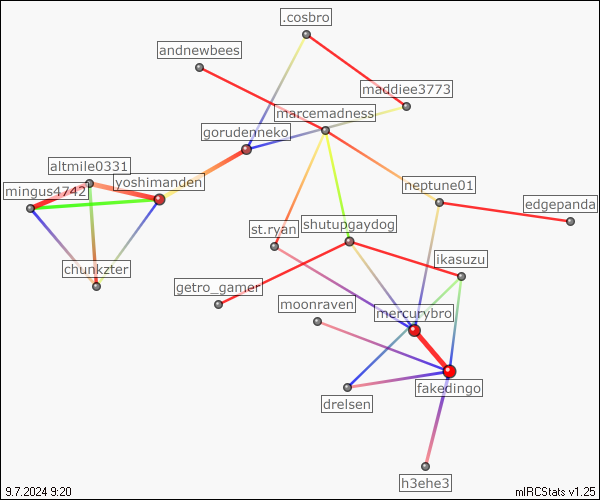 .cosbro
andnewbees
maddiee3773
marcemadness
gorudenneko
altmile0331
yoshimanden
mingus4742
neptune01
edgepanda
st.ryan
shutupgaydog
chunkzter
ikasuzu
getro_gamer
moonraven
mercurybro
fakedingo
drelsen
h3ehe3
9.7.2024 9:20
mIRCStats v1.25